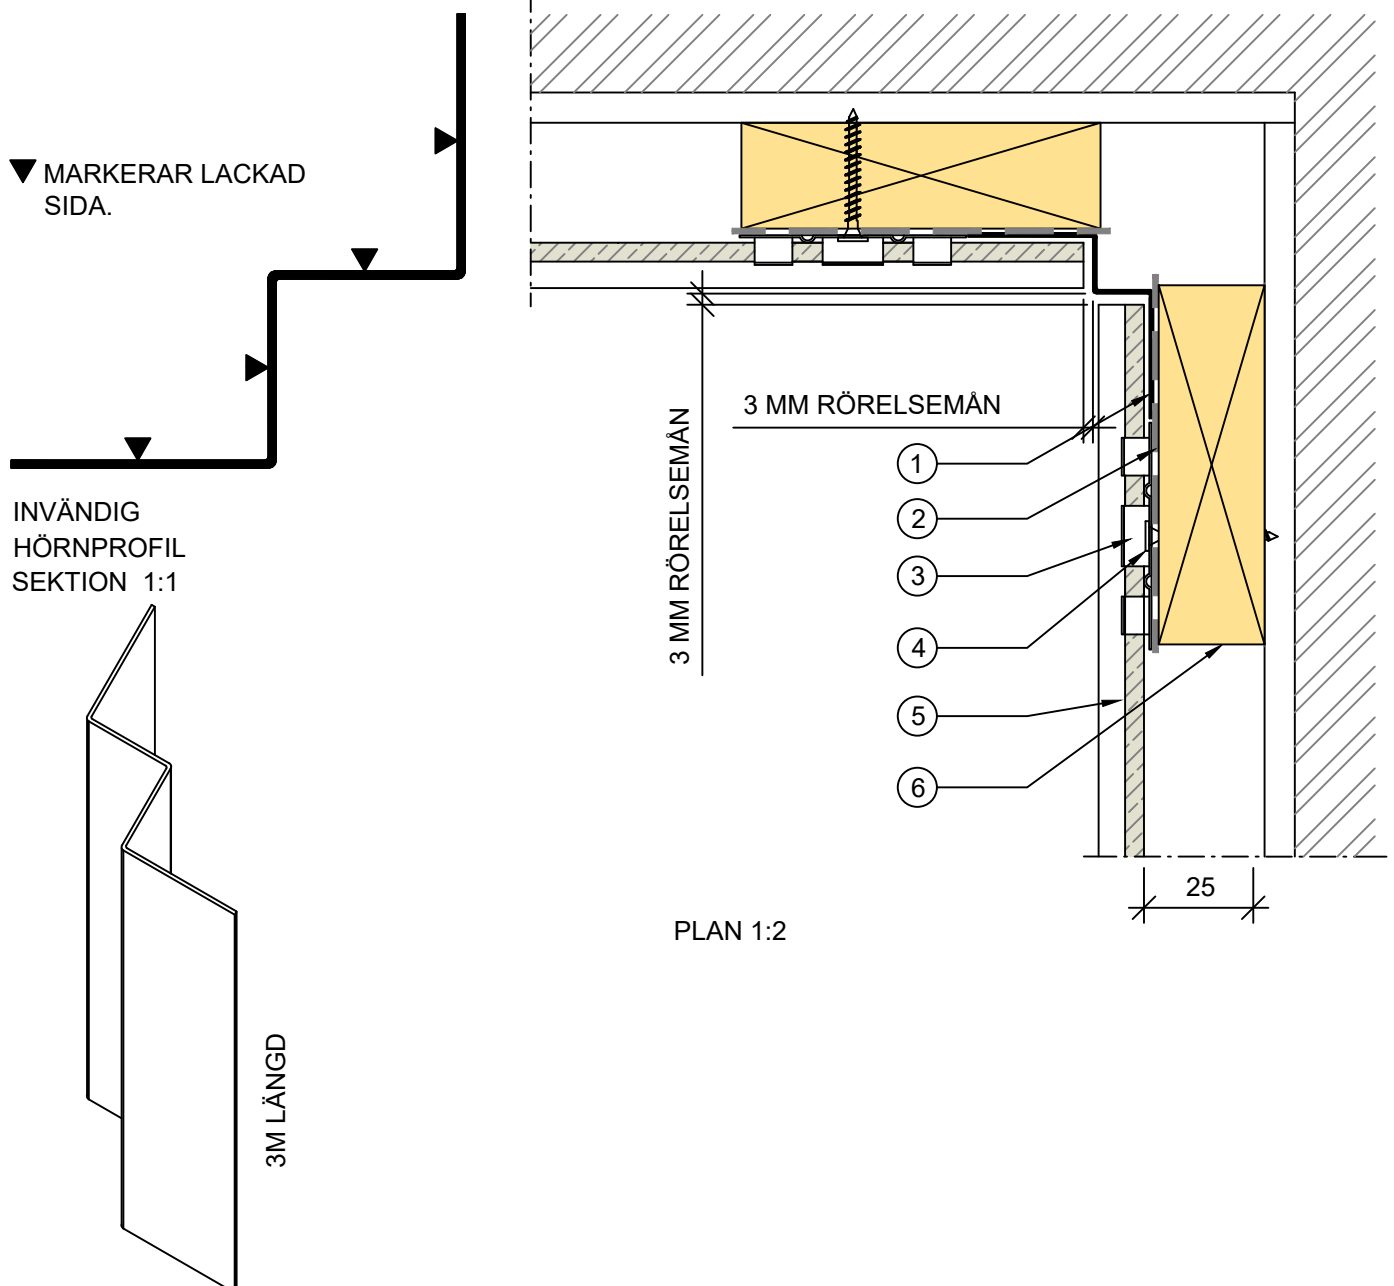 MARKERAR LACKAD
SIDA.
INVÄNDIG
HÖRNPROFIL
SEKTION 1:1
3M LÄNGD
3 MM RÖRELSEMÅN
3 MM RÖRELSEMÅN
1
2
3
4
5
6
25
PLAN 1:2